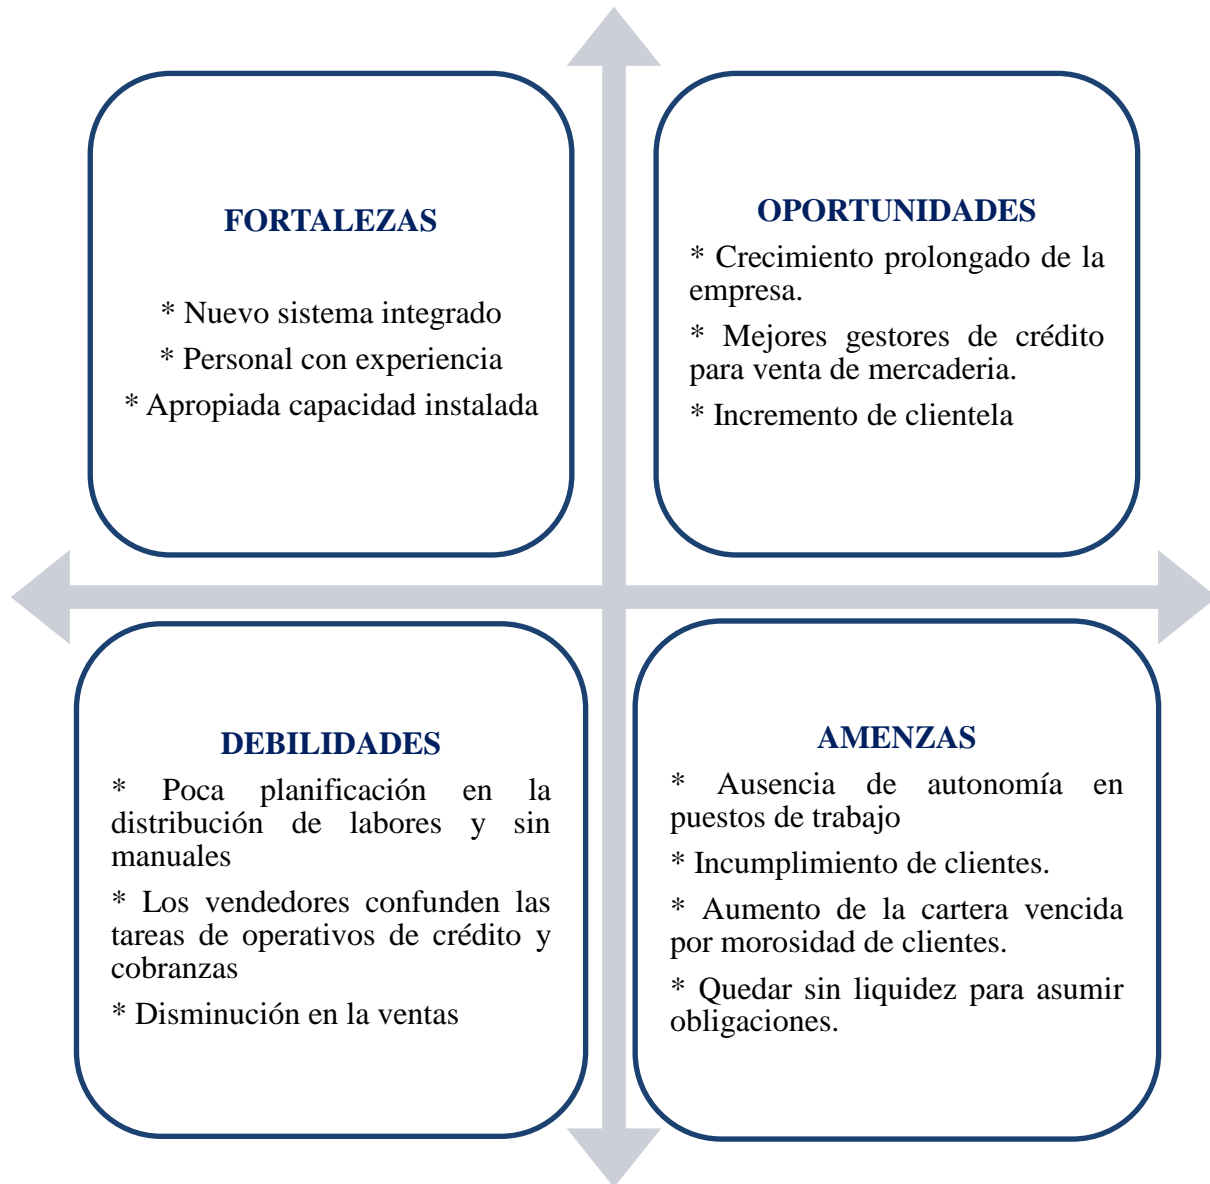 FORTALEZAS
* Nuevo sistema integrado
* Personal con experiencia
* Apropiada capacidad instalada
OPORTUNIDADES
* Crecimiento prolongado de la
empresa.
* Mejores gestores de crédito
para venta de mercaderia.
* Incremento de clientela
DEBILIDADES
* Poca planificación en la
distribución de labores y sin
manuales
* Los vendedores confunden las
tareas de operativos de crédito y
cobranzas
* Disminución en la ventas
AMENZAS
* Ausencia de autonomía en
puestos de trabajo
* Incumplimiento de clientes.
* Aumento de la cartera vencida
por morosidad de clientes.
* Quedar sin liquidez para asumir
obligaciones.